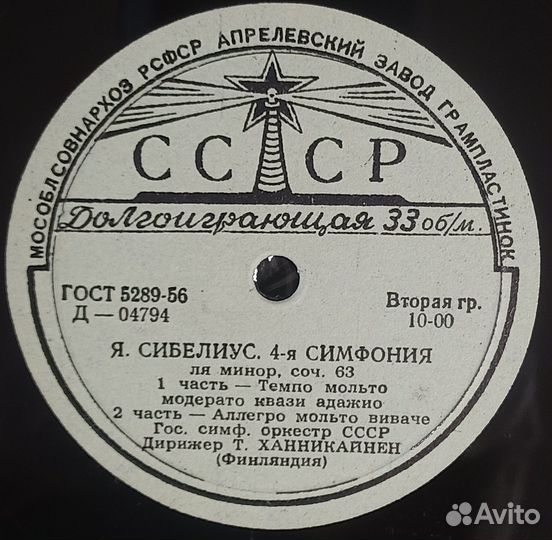 МОСОБЛСОВНАРХОЗ РСФСР АПРЕЛЕВСКИЙ ЗАВОД ГРАМПЛАСТИНОК
СССР
Долгоиграющая 33 об/м.
ГОСТ 5289-56
Д — 04794
Вторая гр.
10-00
Я. СИБЕЛИУС. 4-я СИМФОНИЯ
ля минор, соч. 63
1 часть — Темпо мольто
модерато квази адажио
2 часть — Аллегро мольто виваче
Гос. симф. оркестр СССР
Дирижер Т. ХАННИКАЙНЕН
(Финляндия)
Avito